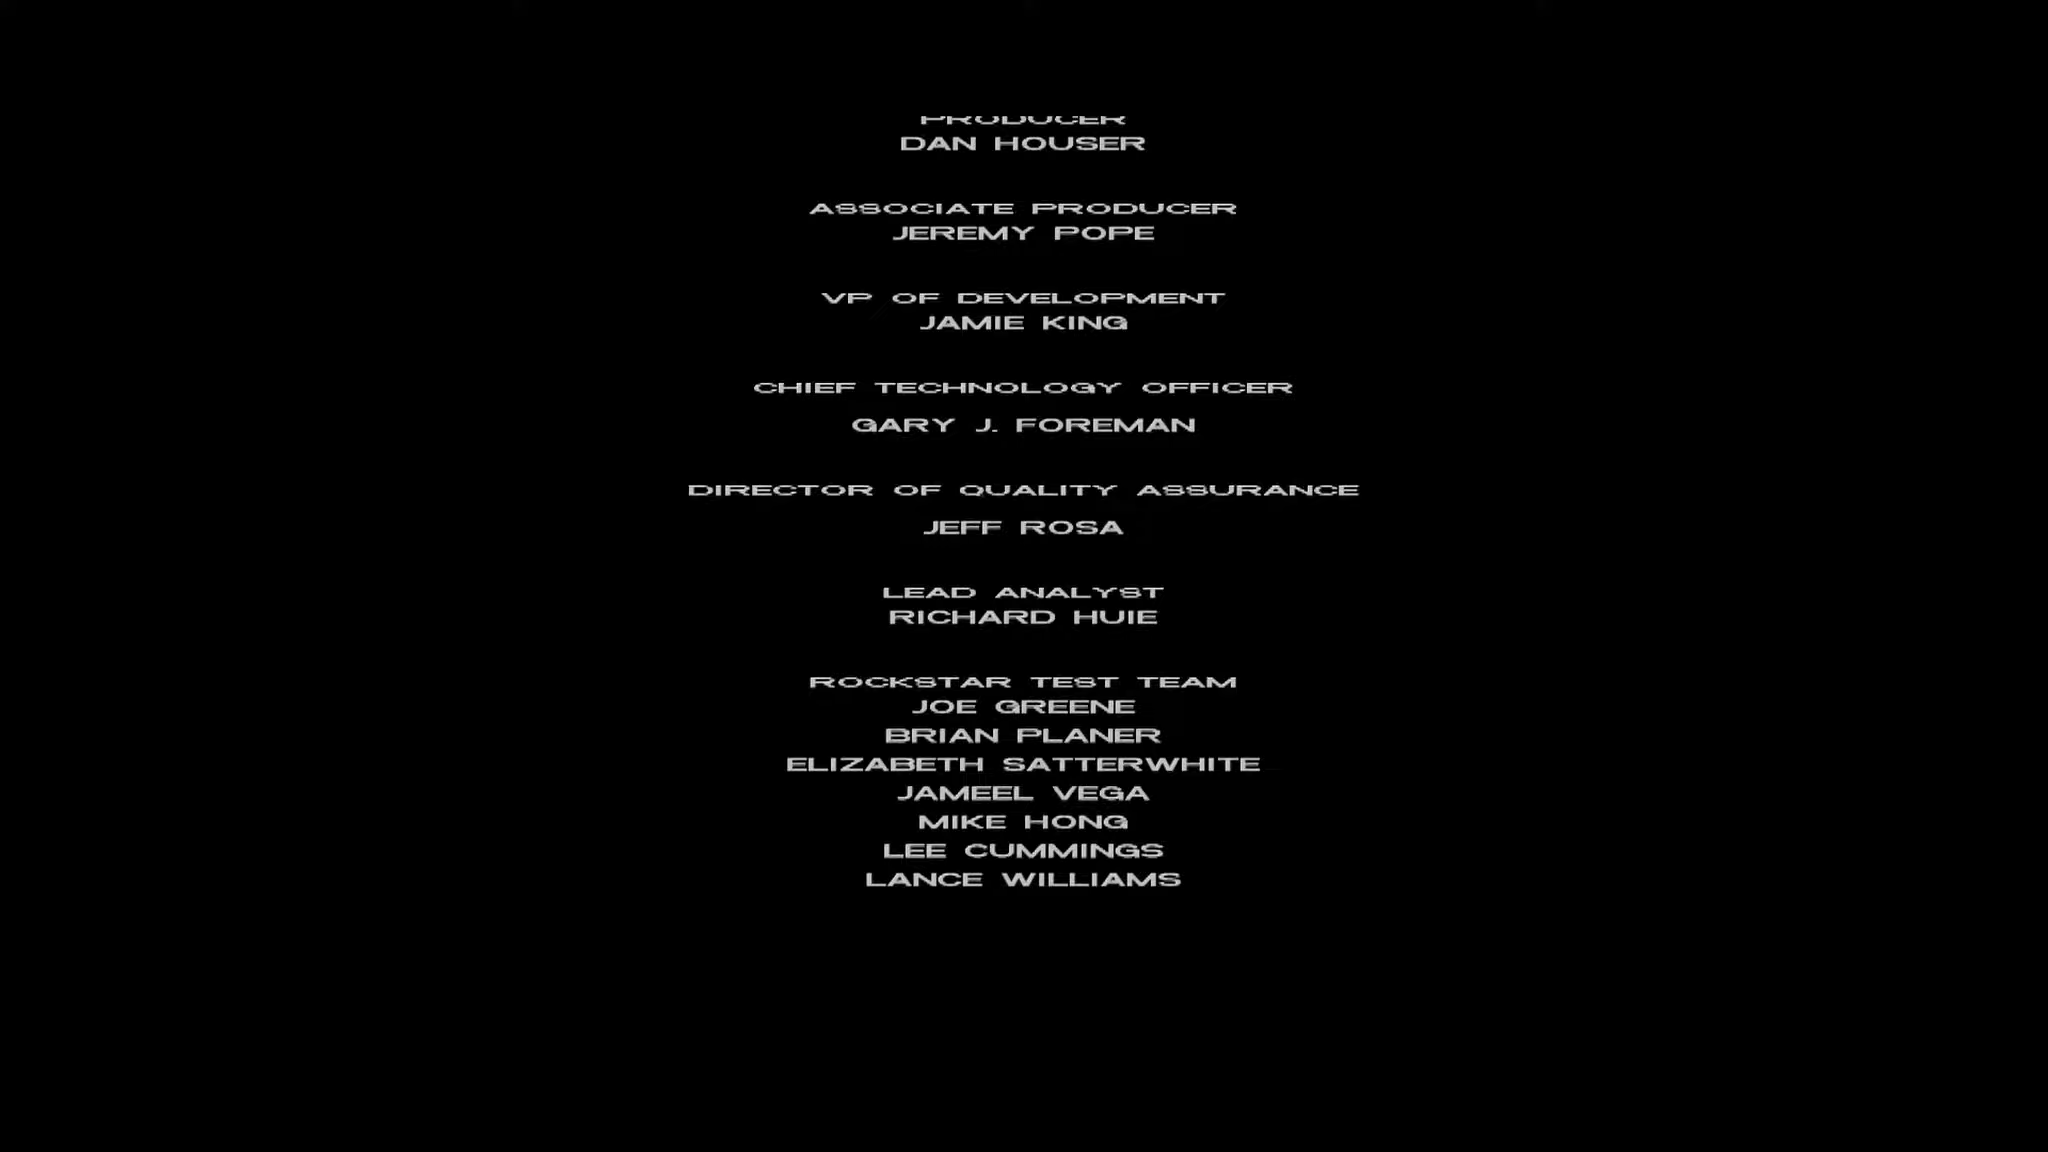 PRODUCER
DAN HOUSER
ASSOCIATE PRODUCER
JEREMY POPE
VP OF DEVELOPMENT
JAMIE KING
CHIEF TECHNOLOGY OFFICER
GARY J. FOREMAN
DIRECTOR OF QUALITY ASSURANCE
JEFF ROSA
LEAD ANALYST
RICHARD HUIE
ROCKSTAR TEST TEAM
JOE GREENE
BRIAN PLANER
ELIZABETH SATTERWHITE
JAMEEL VEGA
MIKE HONG
LEE CUMMINGS
LANCE WILLIAMS